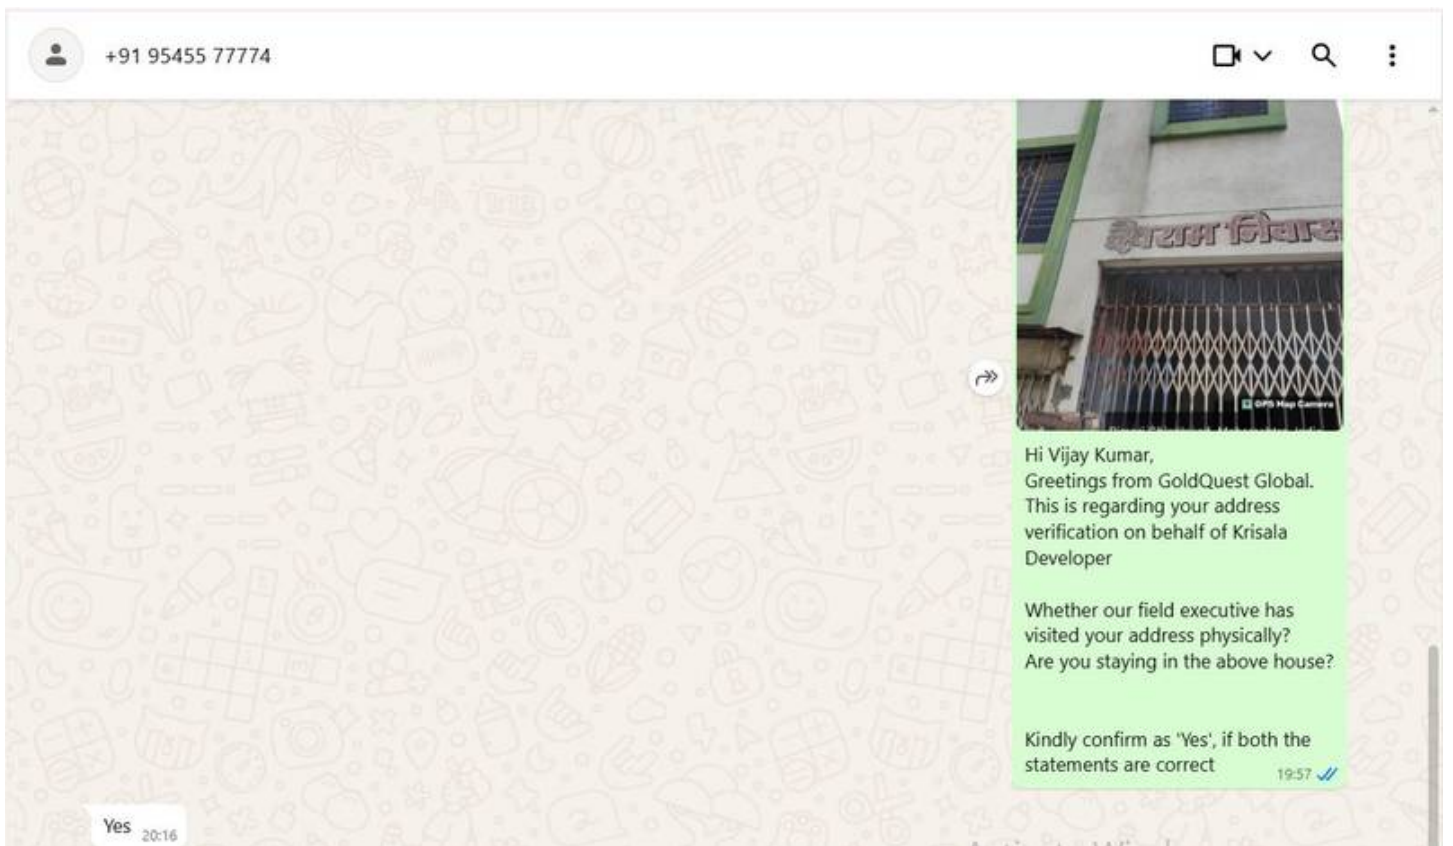 +91 95455 77774
देवराम निवास
GPS Map Camera
Hi Vijay Kumar,
Greetings from GoldQuest Global.
This is regarding your address
verification on behalf of Krisala
Developer
Whether our field executive has
visited your address physically?
Are you staying in the above house?
Kindly confirm as 'Yes', if both the
statements are correct
19:57
Yes
20:16